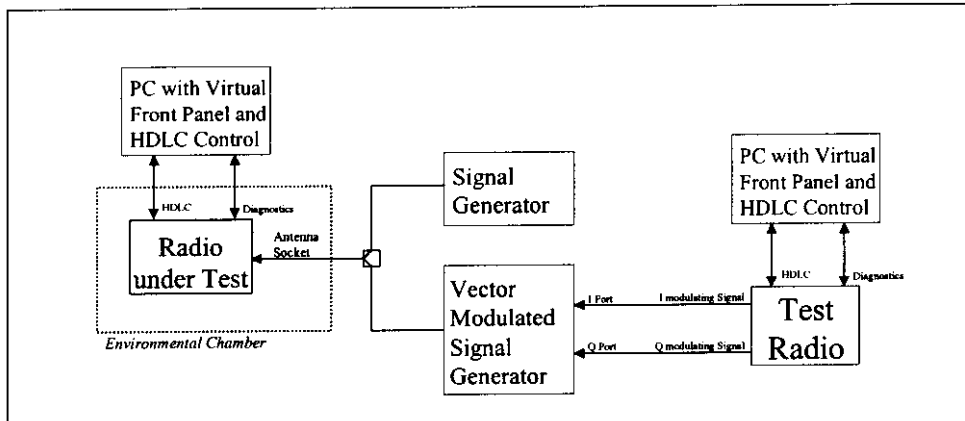 PC with Virtual
Front Panel and
HDLC Control
HDLC
Diagnostics
Radio
under Test
Antenna
Socket
Environmental Chamber
Signal
Generator
Vector
Modulated
Signal
Generator
I Port
I modulating Signal
Q Port
Q modulating Signal
PC with Virtual
Front Panel and
HDLC Control
HDLC
Diagnostics
Test
Radio